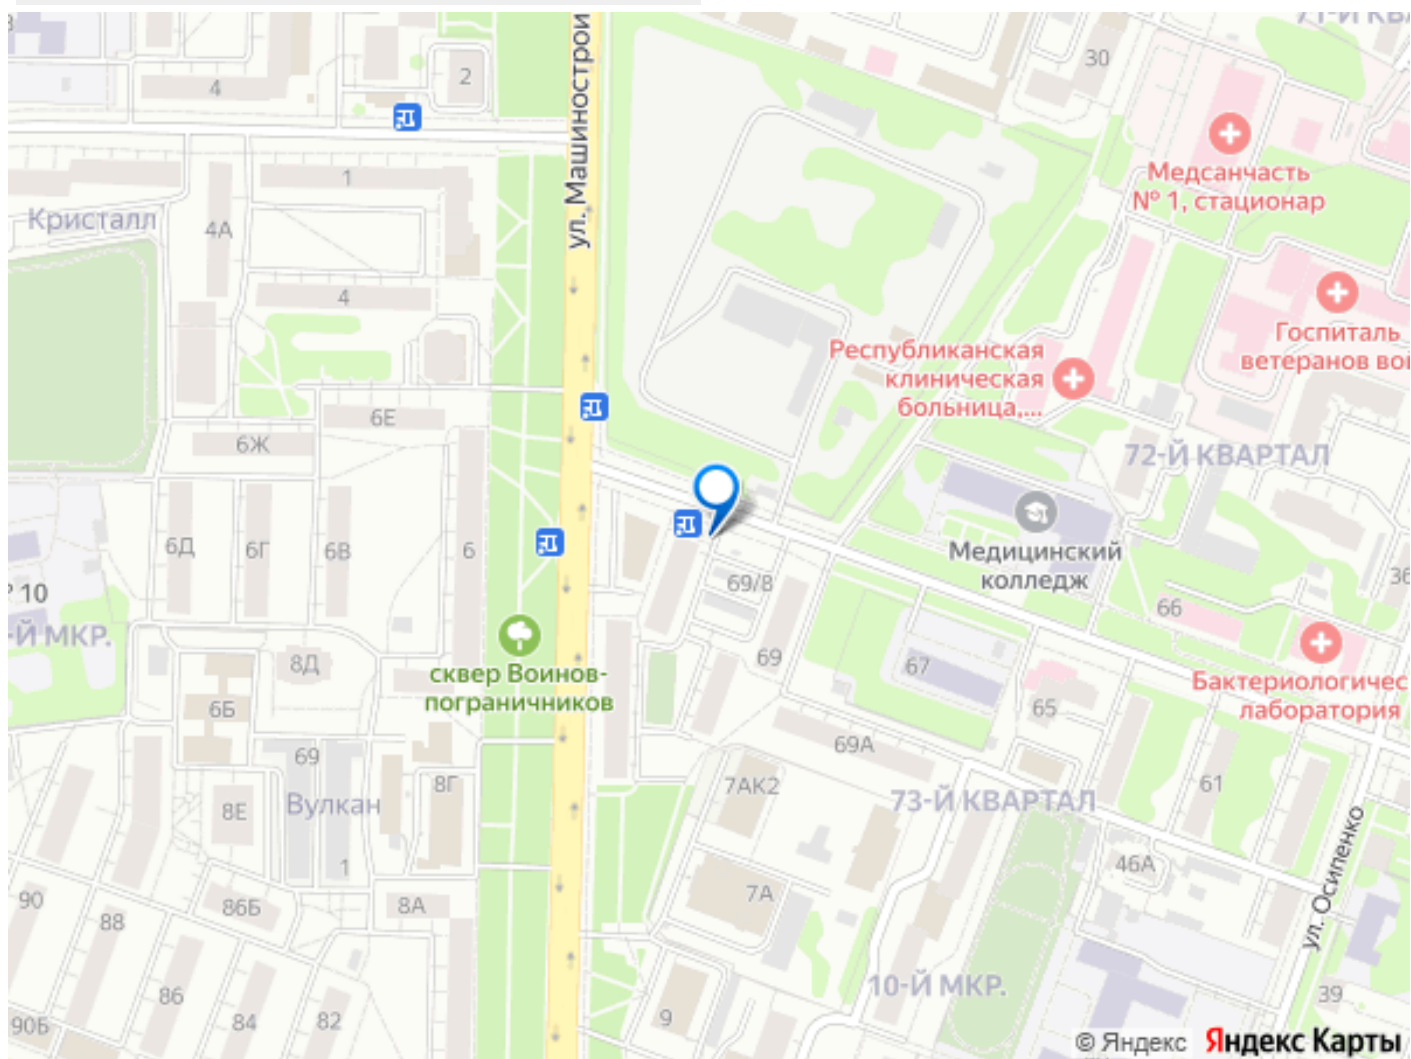 71-Й КВА
30
2
4
ул. Машинострои
1
Медсанчасть
№ 1, стационар
Кристалл
4А
4
Госпиталь
ветеранов вой
Республиканская
клиническая
больница,...
6Е
6Ж
72-Й КВАРТАЛ
6Д
6Г
6В
6
Медицинский
колледж
69/8
36
10
-Й МКР.
66
69
67
8Д
сквер Воинов-
пограничников
Бактериологичес
лаборатория
6Б
65
69
69А
8Г
7АК2
61
8Е
Вулкан
73-Й КВАРТАЛ
1
46А
ул. Осипенко
90
88
86Б
8А
7А
10-Й МКР.
86
39
90Б
84
82
9
© Яндекс Яндекс Карты